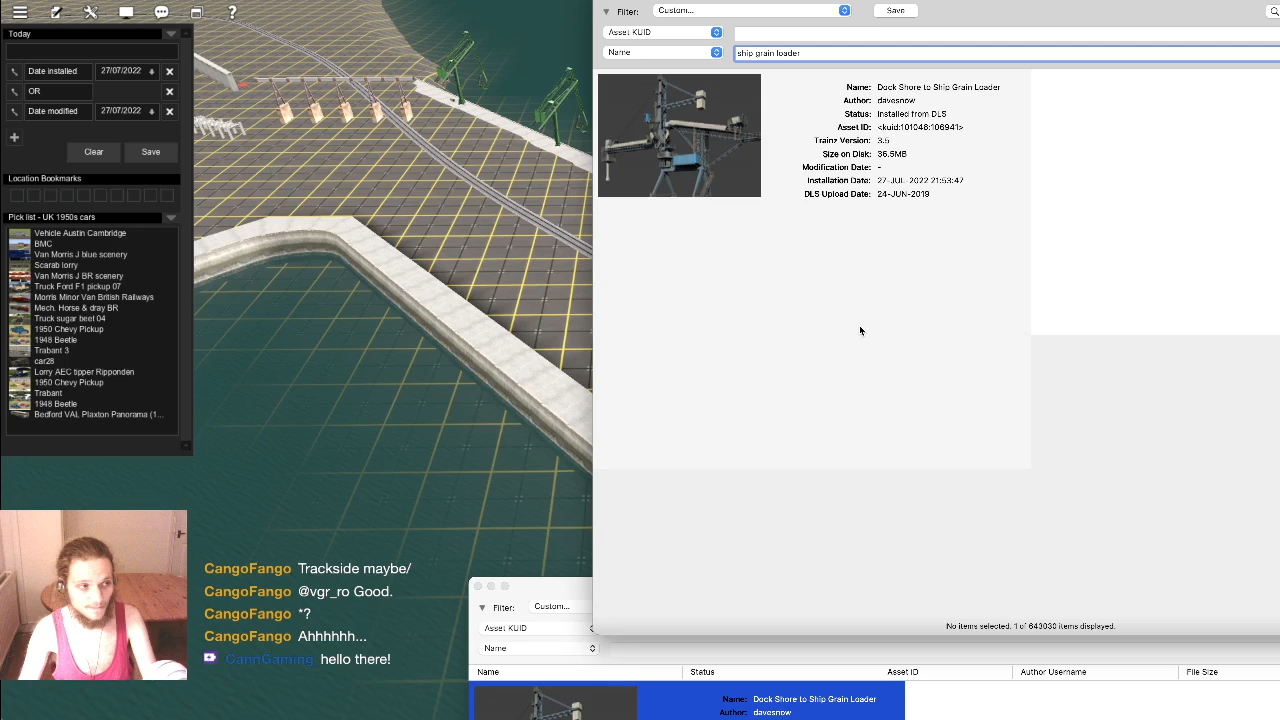 Today
Date installed 27/07/2022
OR
Date modified 27/07/2022
Clear Save
Location Bookmarks
Pick list - UK 1950s cars
Vehicle Austin Cambridge
BMC
Van Morris J blue scenery
Scarab lorry
Van Morris J BR scenery
Truck Ford F1 pickup 07
Morris Minor Van British Railways
Mech. Horse & dray BR
Truck sugar beet 04
1950 Chevy Pickup
1948 Beetle
Trabant 3
car28
Lorry AEC tipper Ripponden
1950 Chevy Pickup
Trabant
1948 Beetle
Bedford VAL Plaxton Panorama (1...
Filter: Custom... Save
Asset KUID
Name ship grain loader
Name: Dock Shore to Ship Grain Loader
Author: davesnow
Status: Installed from DLS
Asset ID: <kuid:101046:106941>
Trainz Version: 3.5
Size on Disk: 36.5MB
Modification Date: -
Installation Date: 27-JUL-2022 21:53:47
DLS Upload Date: 24-JUN-2019
No items selected. 1 of 643030 items displayed.
CangoFango Trackside maybe/
CangoFango @vgr_ro Good.
CangoFango *?
CangoFango Ahhhhhh...
CannGaming hello there!
Filter: Custom...
Asset KUID
Name
Name Status Asset ID Author Username File Size
Name: Dock Shore to Ship Grain Loader
Author: davesnow